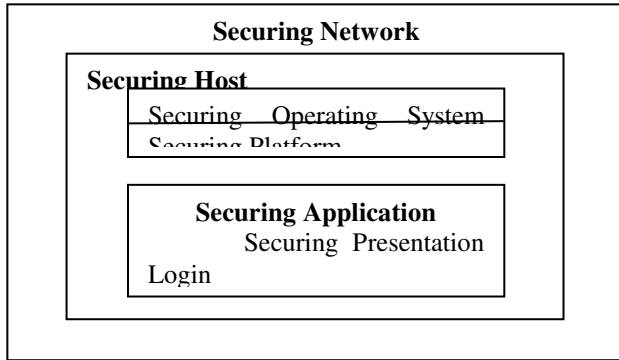 Securing Network
Securing Host
Securing Operating System
Securing Platform
Securing Application
Securing Presentation
Login